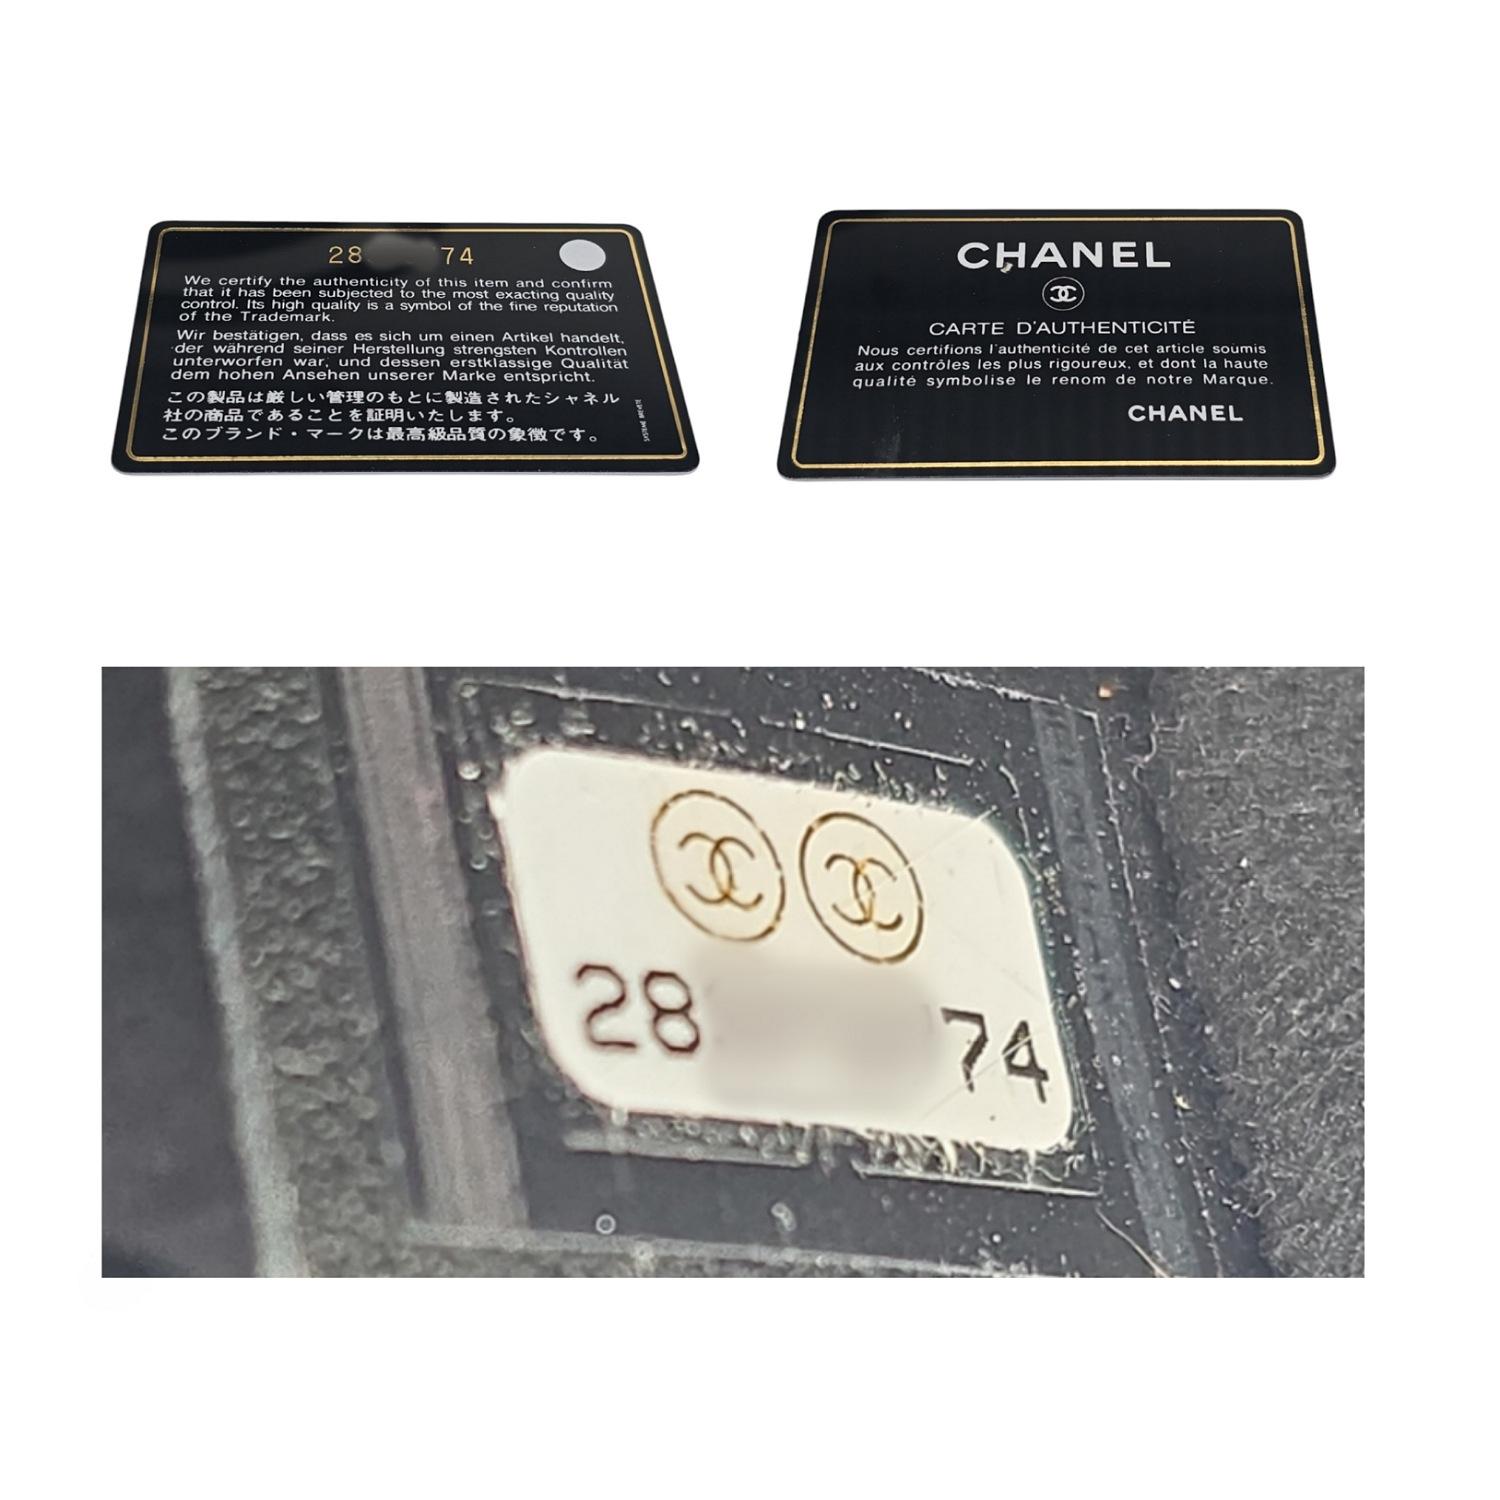 28 74
We certify the authenticity of this item and confirm
that it has been subjected to the most exacting quality
control. Its high quality is a symbol of the fine reputation
of the Trademark.
Wir bestätigen, dass es sich um einen Artikel handelt,
der während seiner Herstellung strengsten Kontrollen
unterworfen war, und dessen erstklassige Qualität
dem hohen Ansehen unserer Marke entspricht.
この製品は厳しい管理のもとに製造されたシャネル
社の商品であることを証明いたします。
このブランド・マークは最高級品質の象徴です。
SYSTEME BREVETE
CHANEL
CARTE D'AUTHENTICITÉ
Nous certifions l'authenticité de cet article soumis
aux contrôles les plus rigoureux, et dont la haute
qualité symbolise le renom de notre Marque.
CHANEL
28 74